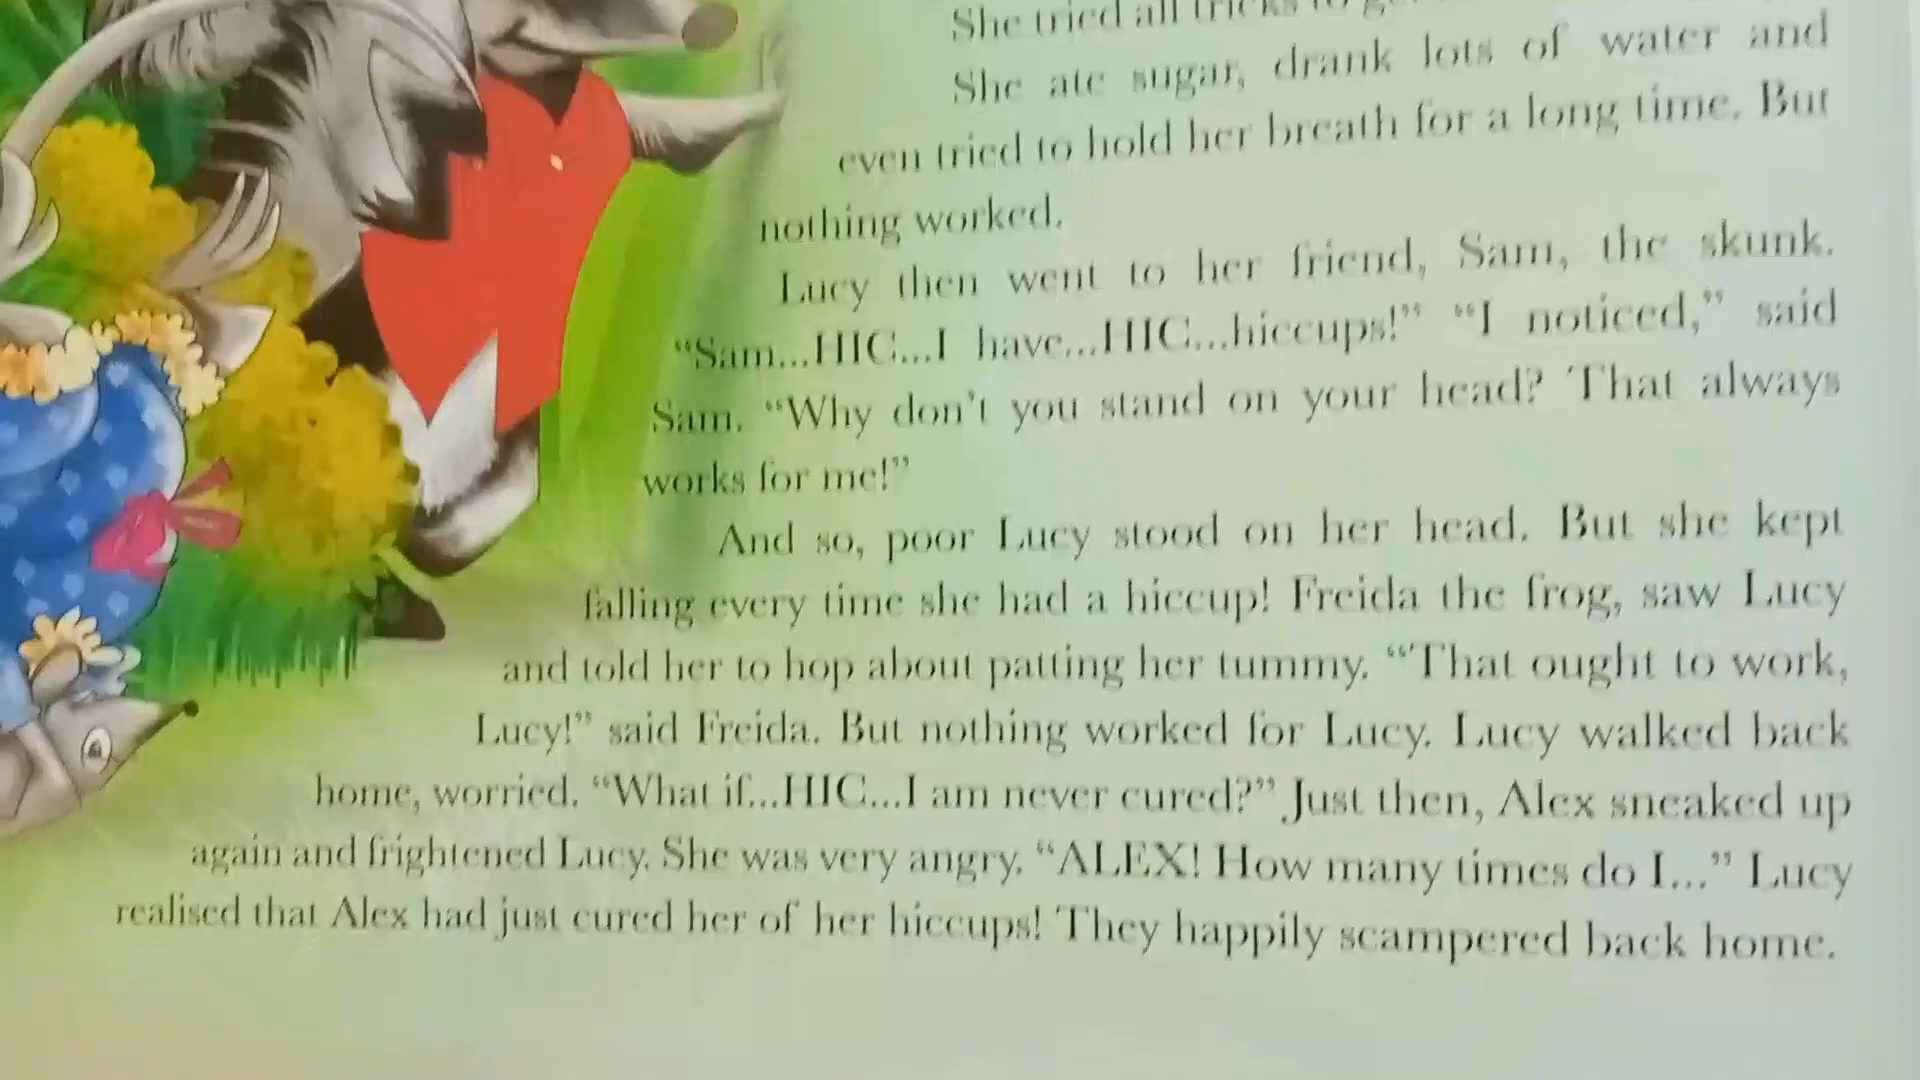 She tried all tricks to
She ate sugar, drank lots of water and
even tried to hold her breath for a long time. But
nothing worked.
Lucy then went to her friend, Sam, the skunk.
“Sam...HIC...I have...HIC...hiccups!” “I noticed,” said
Sam. “Why don’t you stand on your head? That always
works for me!”
And so, poor Lucy stood on her head. But she kept
falling every time she had a hiccup! Freida the frog, saw Lucy
and told her to hop about patting her tummy. “That ought to work,
Lucy!” said Freida. But nothing worked for Lucy. Lucy walked back
home, worried. “What if...HIC...I am never cured?” Just then, Alex sneaked up
again and frightened Lucy. She was very angry. “ALEX! How many times do I...” Lucy
realised that Alex had just cured her of her hiccups! They happily scampered back home.